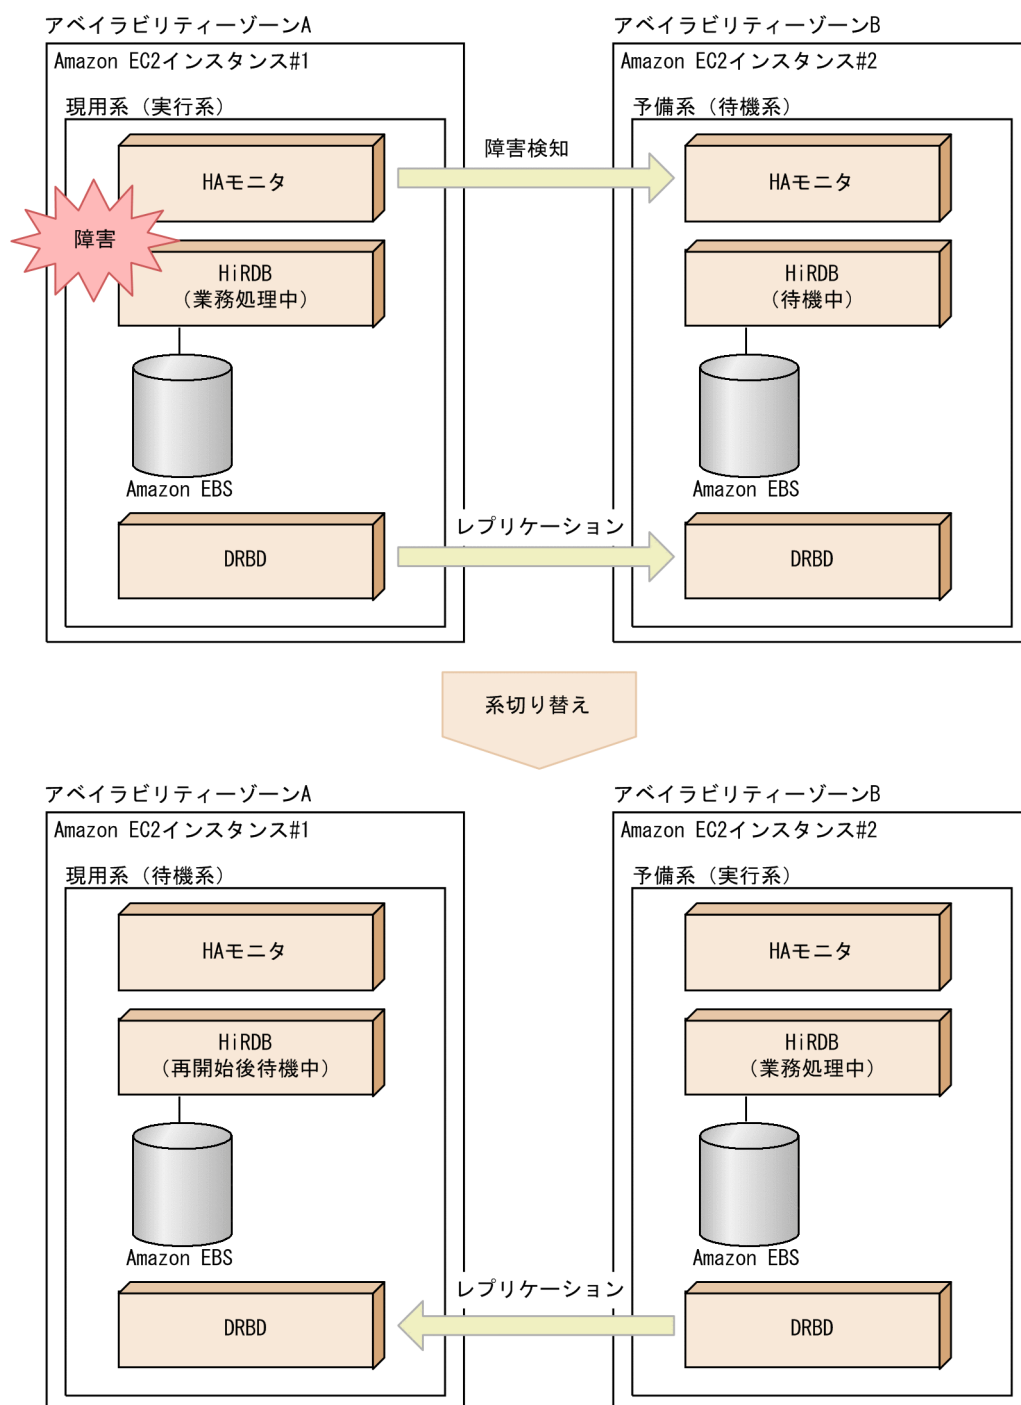 アベイラビリティーゾーンA
アベイラビリティーゾーンB
Amazon EC2インスタンス#1
Amazon EC2インスタンス#2
現用系（実行系）
予備系（待機系）
HAモニタ
障害検知
HAモニタ
障害
HiRDB
（業務処理中）
HiRDB
（待機中）
Amazon EBS
Amazon EBS
レプリケーション
DRBD
DRBD
系切り替え
アベイラビリティーゾーンA
アベイラビリティーゾーンB
Amazon EC2インスタンス#1
Amazon EC2インスタンス#2
現用系（待機系）
予備系（実行系）
HAモニタ
HAモニタ
HiRDB
（再開始後待機中）
HiRDB
（業務処理中）
Amazon EBS
Amazon EBS
レプリケーション
DRBD
DRBD